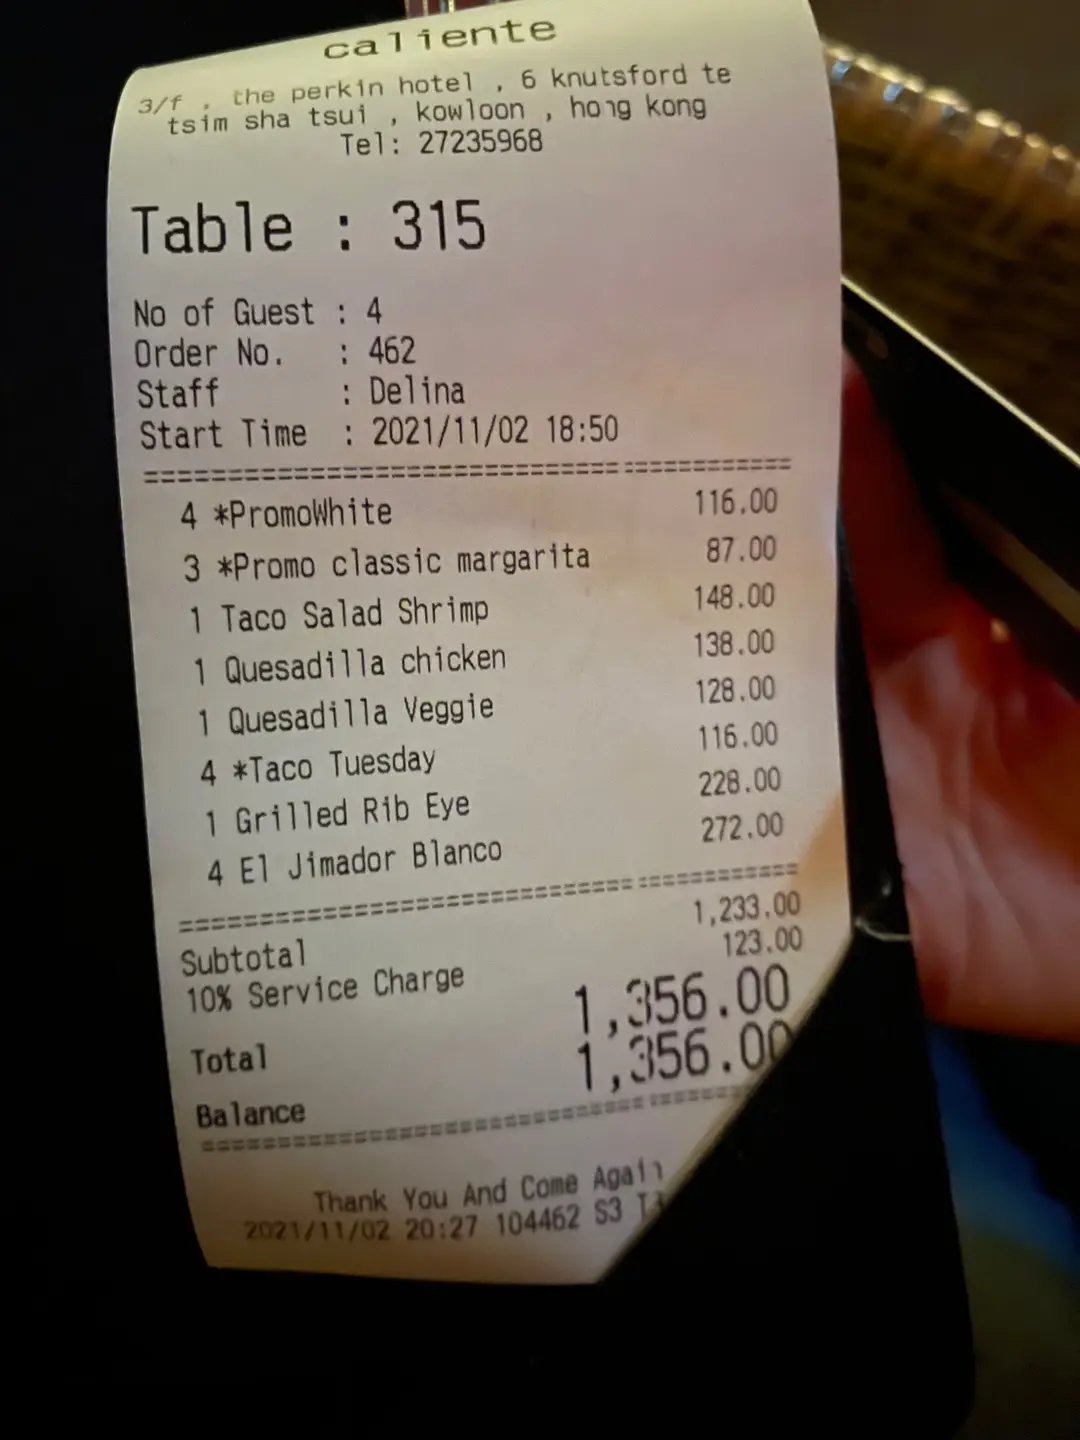 caliente
3/f , the perkin hotel , 6 knutsford te
tsim sha tsui , kowloon , hong kong
Tel: 27235968
Table : 315
No of Guest : 4
Order No. : 462
Staff : Delina
Start Time : 2021/11/02 18:50
4 *PromoWhite 116.00
3 *Promo classic margarita 87.00
1 Taco Salad Shrimp 148.00
1 Quesadilla chicken 138.00
1 Quesadilla Veggie 128.00
4 *Taco Tuesday 116.00
1 Grilled Rib Eye 228.00
4 El Jimador Blanco 272.00
Subtotal 1,233.00
10% Service Charge 123.00
Total 1,356.00
Balance 1,356.00
Thank You And Come Again
2021/11/02 20:27 104462 S3